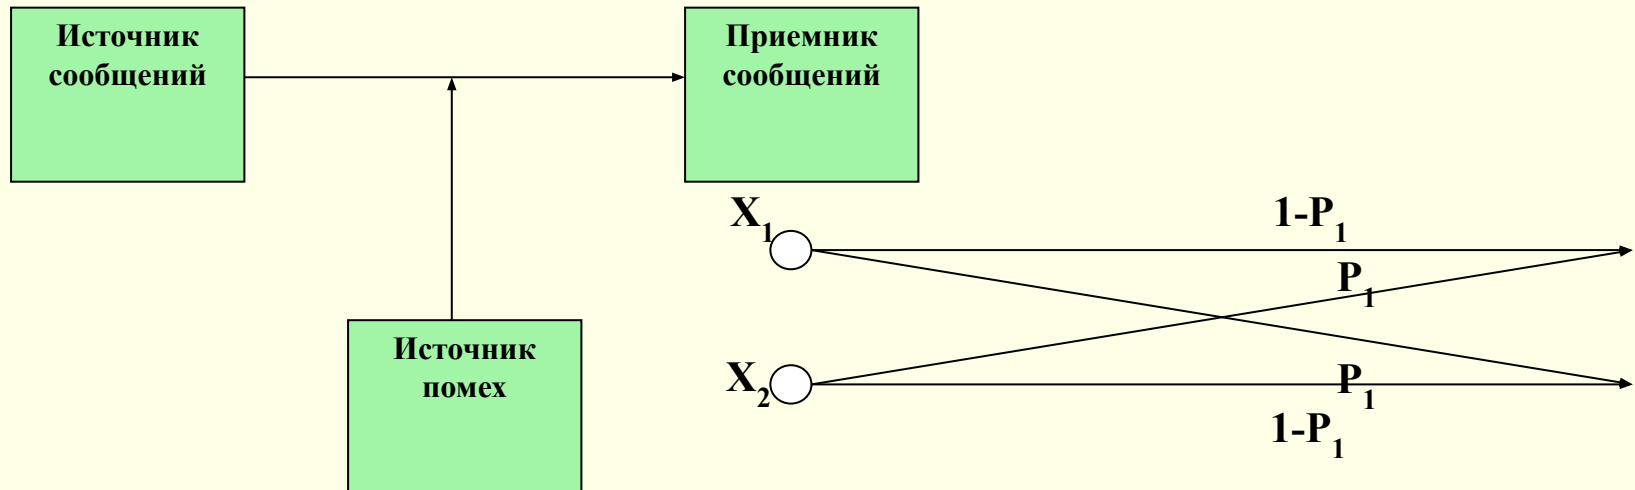 Источник
сообщений
Приемник
сообщений
Источник
помех
X₁
1-P₁
P₁
X₂
P₁
1-P₁